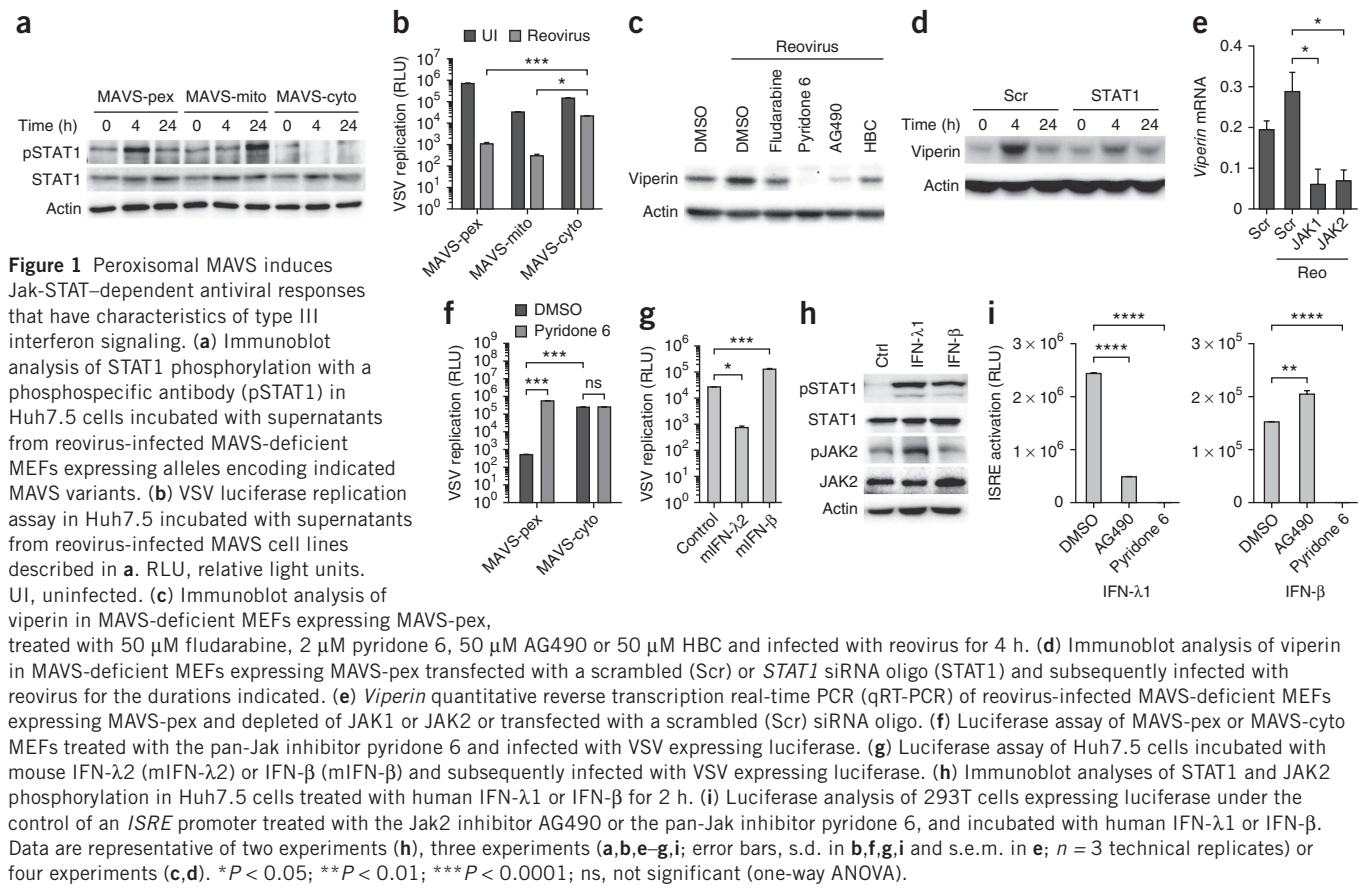 a
MAVS-pex MAVS-mito MAVS-cyto
Time (h) 0 4 24 0 4 24 0 4 24
pSTAT1
STAT1
Actin
b
UI Reovirus
***
*
VSV replication (RLU)
10^7
10^6
10^5
10^4
10^3
10^2
10^1
10^0
MAVS-pex MAVS-mito MAVS-cyto
c
Reovirus
DMSO DMSO Fludarabine Pyridone 6 AG490 HBC
Viperin
Actin
d
Scr STAT1
Time (h) 0 4 24 0 4 24
Viperin
Actin
e
*
*
Viperin mRNA
0.4
0.3
0.2
0.1
0
Scr Scr JAK1 JAK2
Reo
Figure 1 Peroxisomal MAVS induces
Jak-STAT–dependent antiviral responses
that have characteristics of type III
interferon signaling. (a) Immunoblot
analysis of STAT1 phosphorylation with a
phosphospecific antibody (pSTAT1) in
Huh7.5 cells incubated with supernatants
from reovirus-infected MAVS-deficient
MEFs expressing alleles encoding indicated
MAVS variants. (b) VSV luciferase replication
assay in Huh7.5 incubated with supernatants
from reovirus-infected MAVS cell lines
described in a. RLU, relative light units.
UI, uninfected. (c) Immunoblot analysis of
viperin in MAVS-deficient MEFs expressing MAVS-pex,
f
DMSO
Pyridone 6
***
*** ns
VSV replication (RLU)
10^9
10^8
10^7
10^6
10^5
10^4
10^3
10^2
10^1
10^0
MAVS-pex MAVS-cyto
g
***
*
VSV replication (RLU)
10^6
10^5
10^4
10^3
10^2
10^1
10^0
Control mIFN-λ2 mIFN-β
h
Ctrl IFN-λ1 IFN-β
pSTAT1
STAT1
pJAK2
JAK2
Actin
i
****
****
ISRE activation (RLU)
3 × 10^6
2 × 10^6
1 × 10^6
0
DMSO AG490 Pyridone 6
IFN-λ1
****
**
3 × 10^5
2 × 10^5
1 × 10^5
0
DMSO AG490 Pyridone 6
IFN-β
treated with 50 μM fludarabine, 2 μM pyridone 6, 50 μM AG490 or 50 μM HBC and infected with reovirus for 4 h. (d) Immunoblot analysis of viperin
in MAVS-deficient MEFs expressing MAVS-pex transfected with a scrambled (Scr) or STAT1 siRNA oligo (STAT1) and subsequently infected with
reovirus for the durations indicated. (e) Viperin quantitative reverse transcription real-time PCR (qRT-PCR) of reovirus-infected MAVS-deficient MEFs
expressing MAVS-pex and depleted of JAK1 or JAK2 or transfected with a scrambled (Scr) siRNA oligo. (f) Luciferase assay of MAVS-pex or MAVS-cyto
MEFs treated with the pan-Jak inhibitor pyridone 6 and infected with VSV expressing luciferase. (g) Luciferase assay of Huh7.5 cells incubated with
mouse IFN-λ2 (mIFN-λ2) or IFN-β (mIFN-β) and subsequently infected with VSV expressing luciferase. (h) Immunoblot analyses of STAT1 and JAK2
phosphorylation in Huh7.5 cells treated with human IFN-λ1 or IFN-β for 2 h. (i) Luciferase analysis of 293T cells expressing luciferase under the
control of an ISRE promoter treated with the Jak2 inhibitor AG490 or the pan-Jak inhibitor pyridone 6, and incubated with human IFN-λ1 or IFN-β.
Data are representative of two experiments (h), three experiments (a,b,e–g,i; error bars, s.d. in b,f,g,i and s.e.m. in e; n = 3 technical replicates) or
four experiments (c,d). *P < 0.05; **P < 0.01; ***P < 0.0001; ns, not significant (one-way ANOVA).